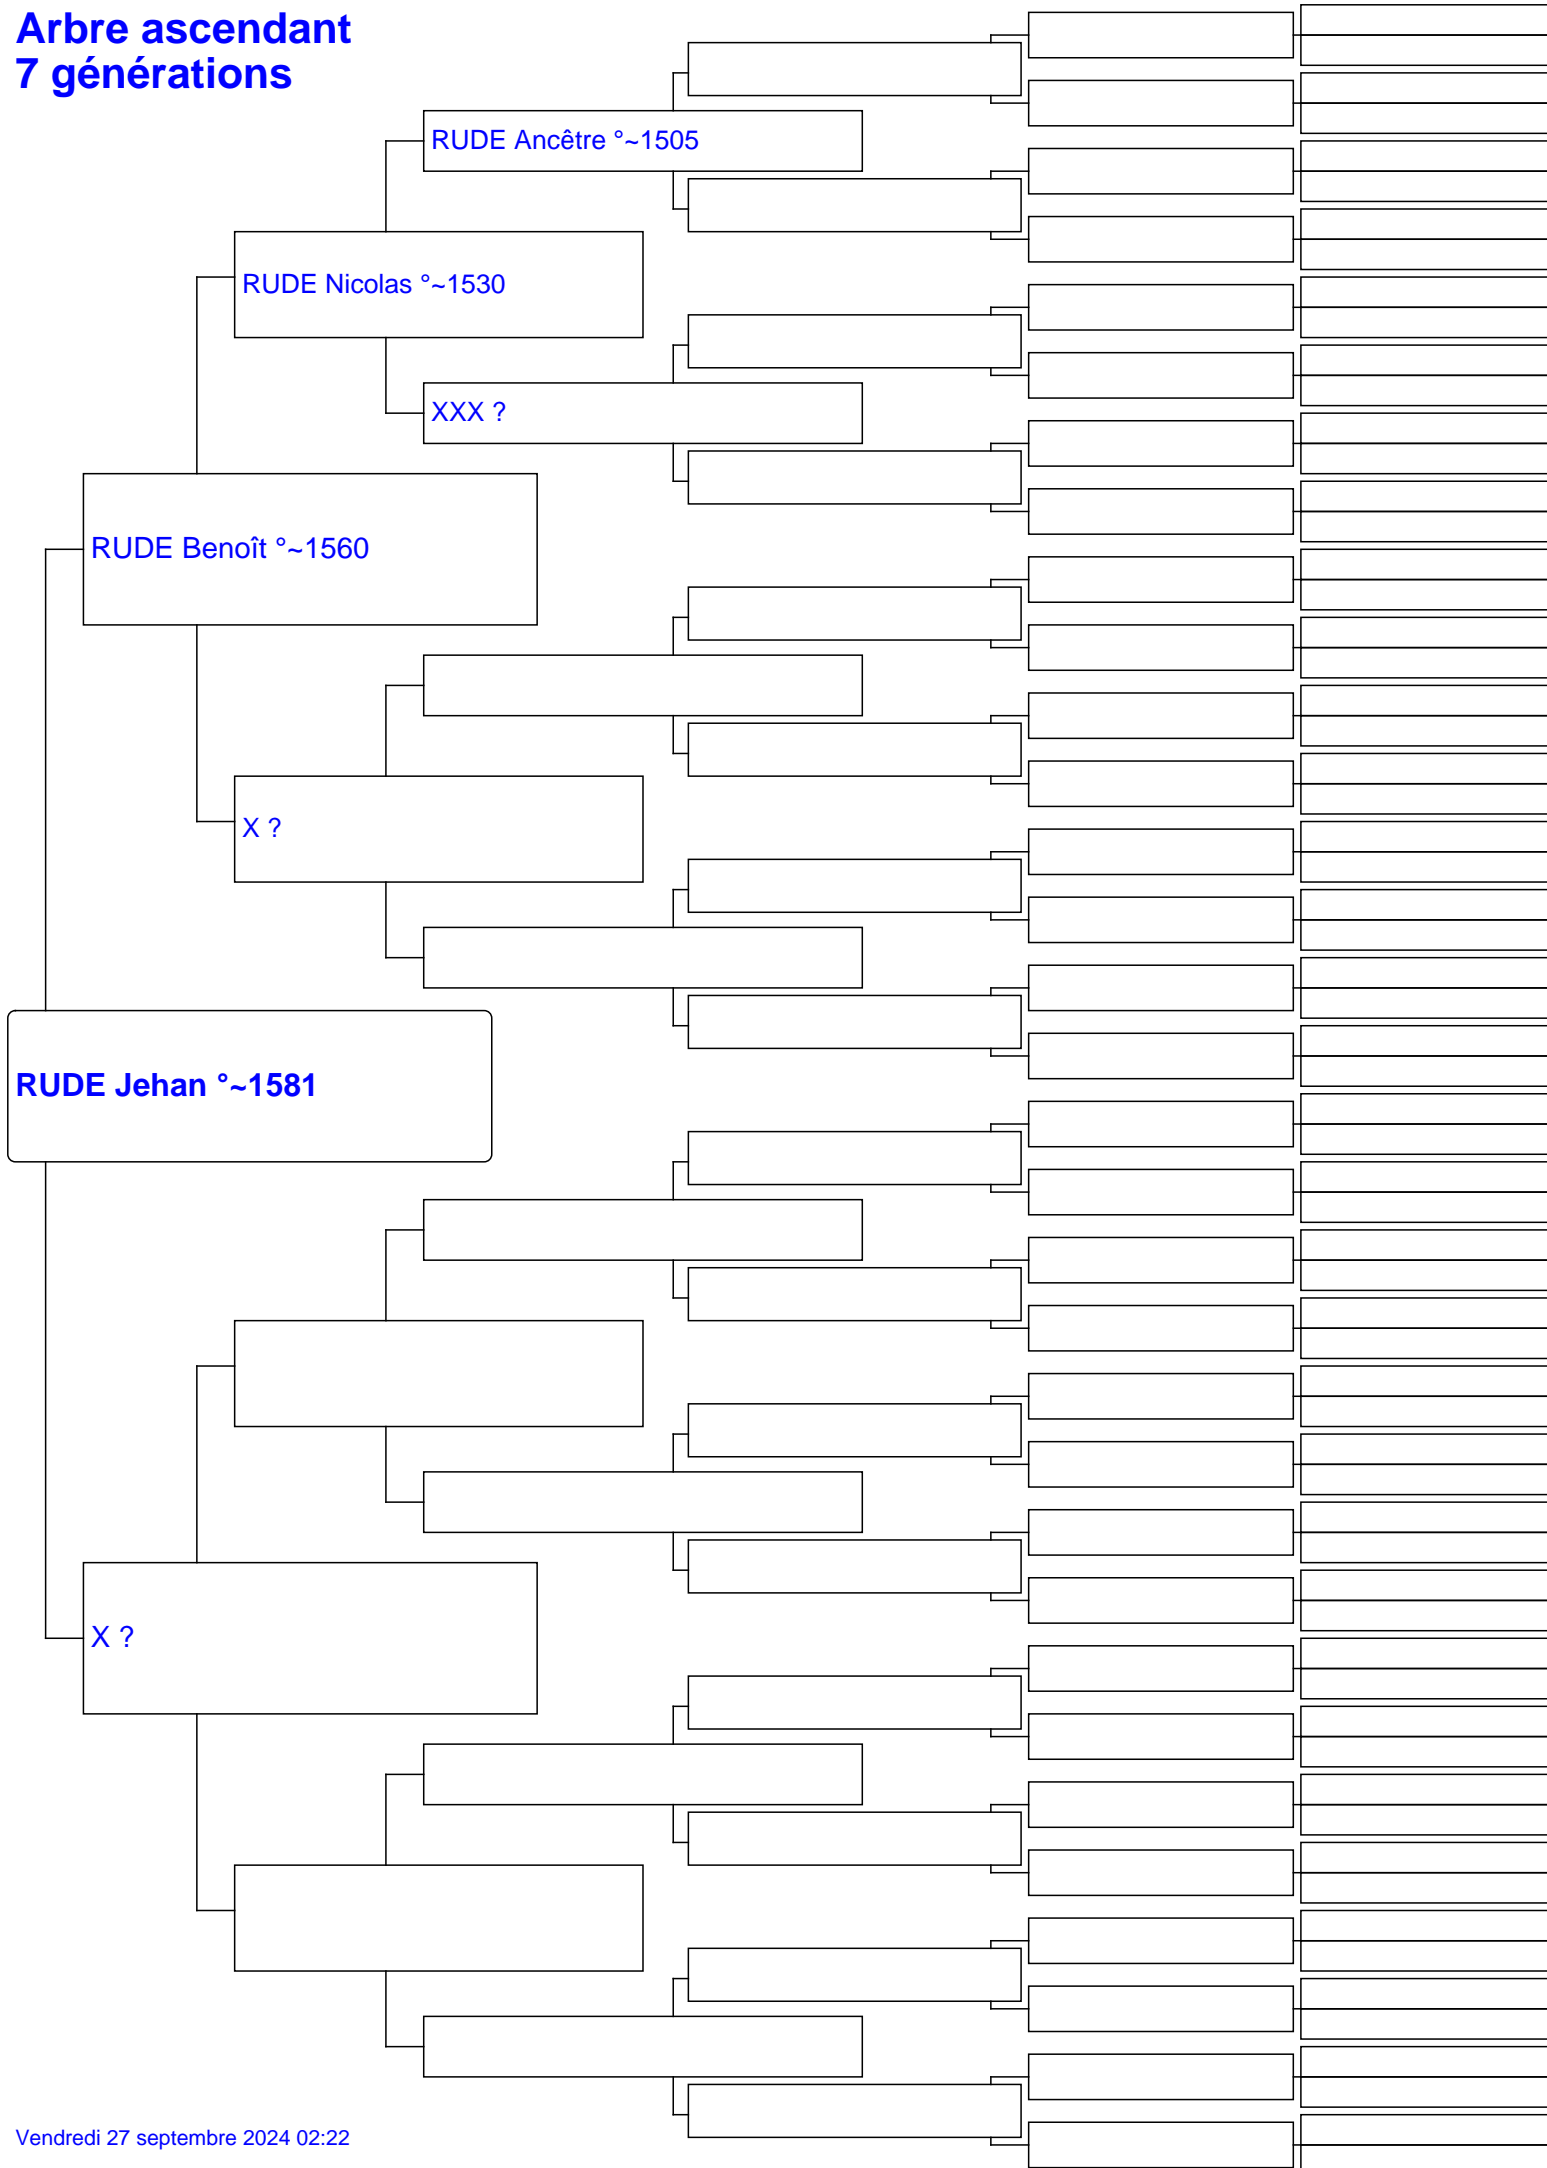 Arbre ascendant
7 générations
RUDE Ancêtre °~1505
RUDE Nicolas °~1530
XXX ?
RUDE Benoît °~1560
X ?
RUDE Jehan °~1581
X ?
Vendredi 27 septembre 2024 02:22